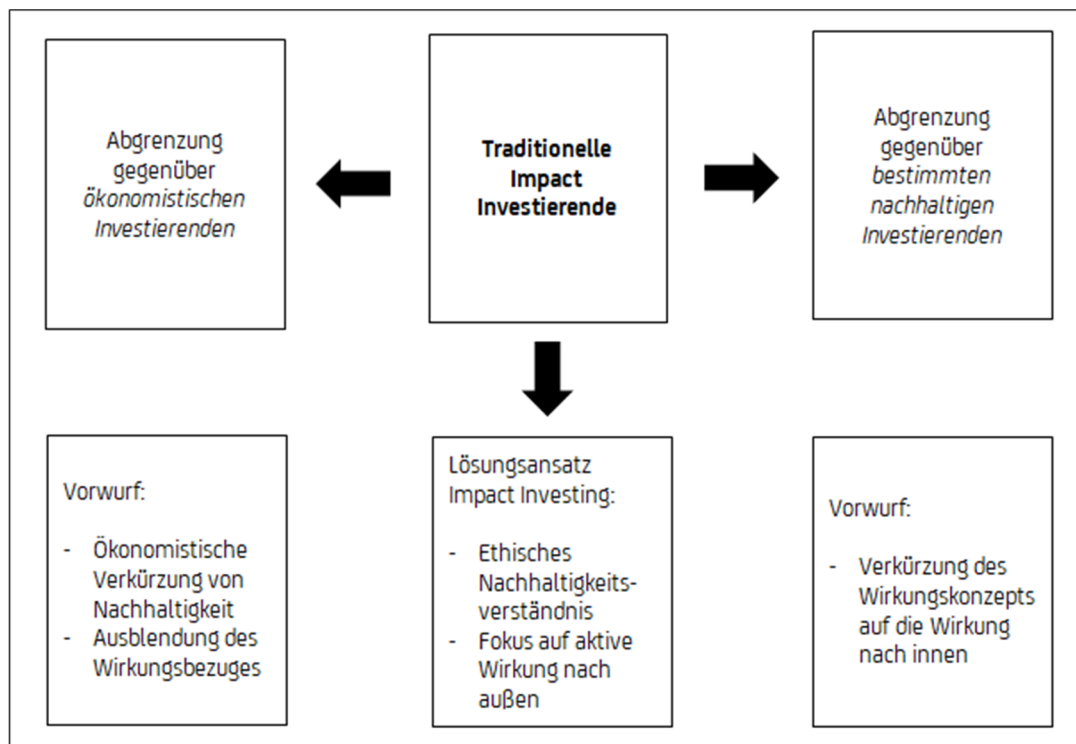 Abgrenzung
gegenüber
ökonomistischen
Investierenden
Traditionelle
Impact
Investierende
Abgrenzung
gegenüber
bestimmten
nachhaltigen
Investierenden
Vorwurf:
- Ökonomistische
Verkürzung von
Nachhaltigkeit
- Ausblendung des
Wirkungsbezuges
Lösungsansatz
Impact Investing:
- Ethisches
Nachhaltigkeits-
verständnis
- Fokus auf aktive
Wirkung nach
außen
Vorwurf:
- Verkürzung des
Wirkungskonzepts
auf die Wirkung
nach innen